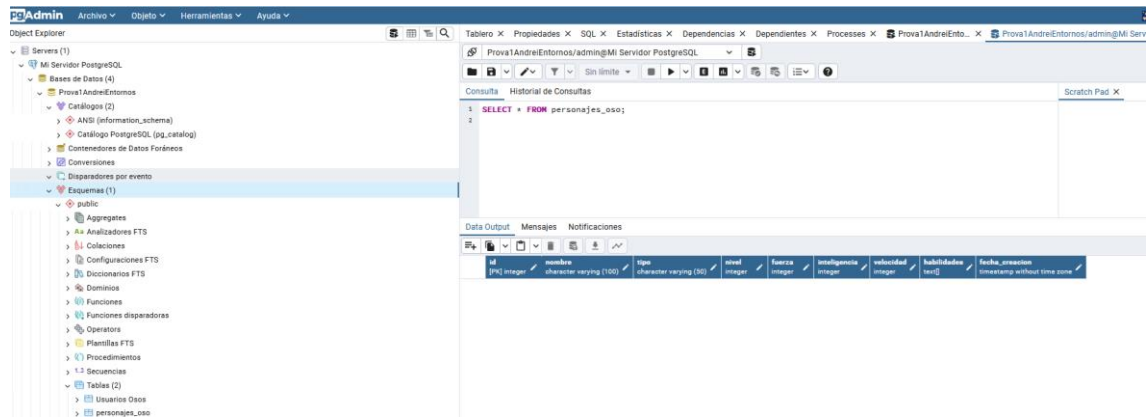 pgAdmin Archivo Objeto Herramientas Ayuda
Object Explorer
Servers (1)
Mi Servidor PostgreSQL
Bases de Datos (4)
Prova1AndreiEntornos
Catálogos (2)
ANSI (information_schema)
Catálogo PostgreSQL (pg_catalog)
Contenedores de Datos Foráneos
Conversiones
Disparadores por evento
Esquemas (1)
public
Aggregates
Analizadores FTS
Colaciones
Configuraciones FTS
Diccionarios FTS
Dominios
Funciones
Funciones disparadoras
Operators
Plantillas FTS
Procedimientos
1..3 Secuencias
Tablas (2)
Usuarios Osos
personajes_oso
Tablero Propiedades SQL Estadísticas Dependencias Dependientes Processes Prova1AndreiEnto... Prova1AndreiEntornos/admin@Mi Serv
Prova1AndreiEntornos/admin@Mi Servidor PostgreSQL
Sin límite
Consulta Historial de Consultas Scratch Pad
1 SELECT * FROM personajes_oso;
2
Data Output Mensajes Notificaciones
id nombre tipo nivel fuerza inteligencia velocidad habilidades fecha_creacion
[PK] integer character varying (100) character varying (50) integer integer integer integer text[] timestamp without time zone